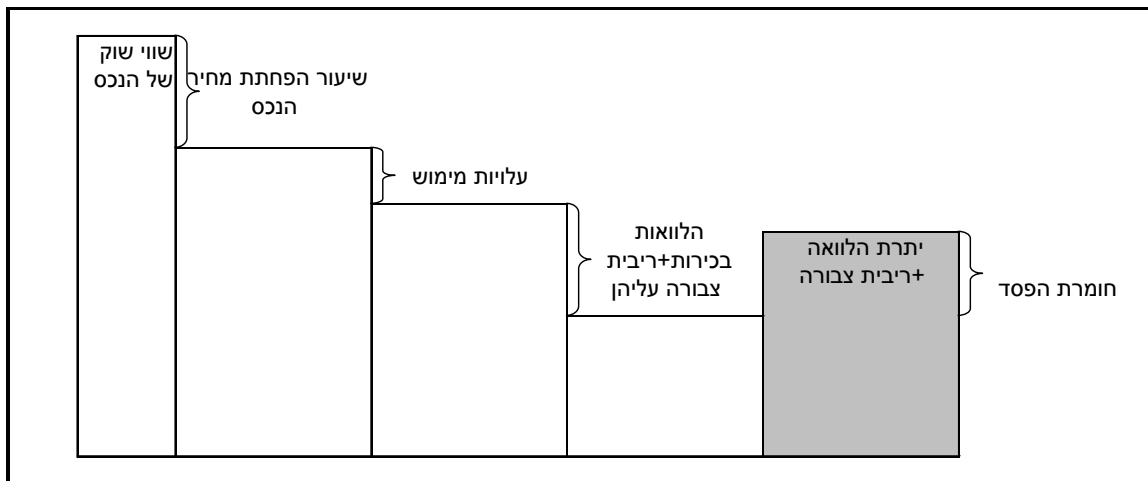 שווי שוק
של הנכס
שיעור הפחתת מחיר
הנכס
עלויות מימוש
הלוואות
בכירות+ריבית
צבורה עליהן
יתרת הלוואה
+ריבית צבורה
חומרת הפסד